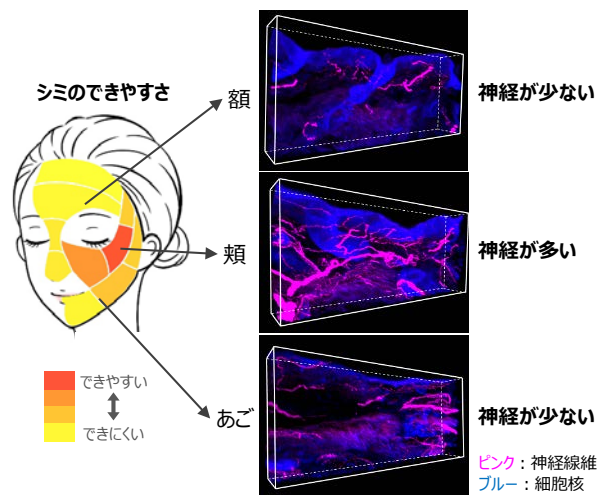 シミのできやすさ
額
神経が少ない
頬
神経が多い
できやすい
できにくい
あご
神経が少ない
ピンク：神経線維
ブルー：細胞核